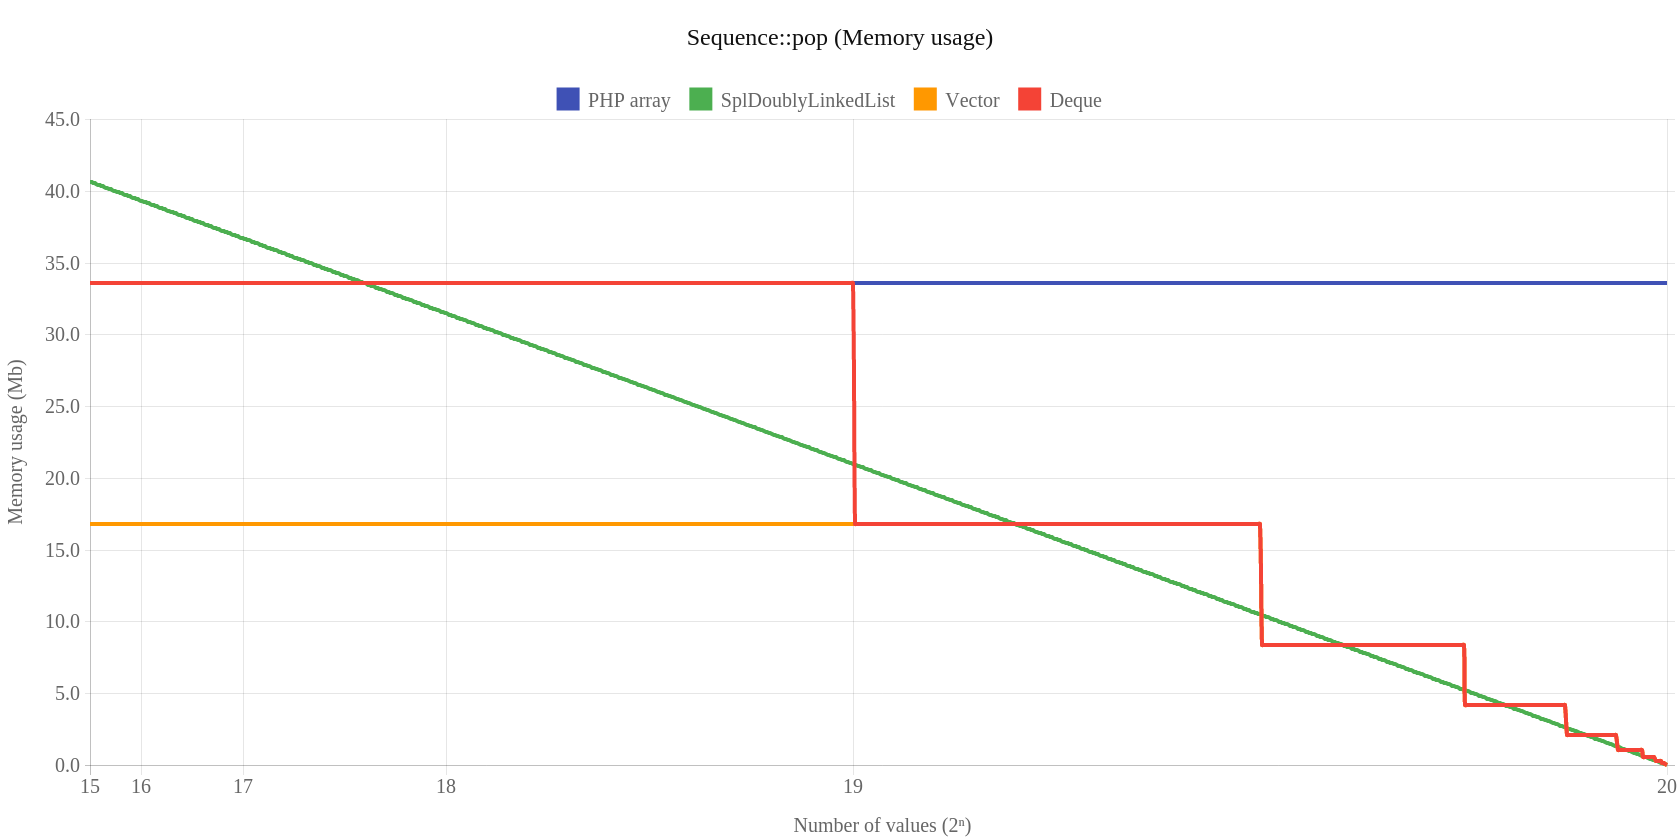 Sequence::pop (Memory usage)
PHP array SplDoublyLinkedList Vector Deque
45.0
40.0
35.0
30.0
25.0
20.0
15.0
10.0
5.0
0.0
Memory usage (Mb)
15 16 17 18 19 20
Number of values (2ⁿ)